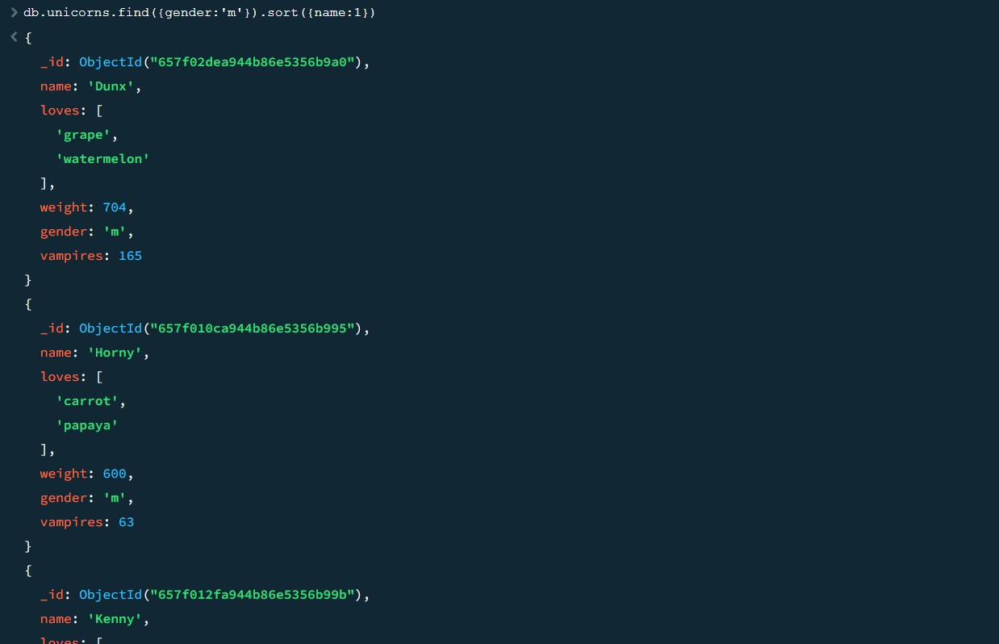 db.unicorns.find({gender:'m'}).sort({name:1})
{
_id: ObjectId("657f02dea944b86e5356b9a0"),
name: 'Dunx',
loves: [
'grape',
'watermelon'
],
weight: 704,
gender: 'm',
vampires: 165
}
{
_id: ObjectId("657f010ca944b86e5356b995"),
name: 'Horny',
loves: [
'carrot',
'papaya'
],
weight: 600,
gender: 'm',
vampires: 63
}
{
_id: ObjectId("657f012fa944b86e5356b99b"),
name: 'Kenny',
loves: [